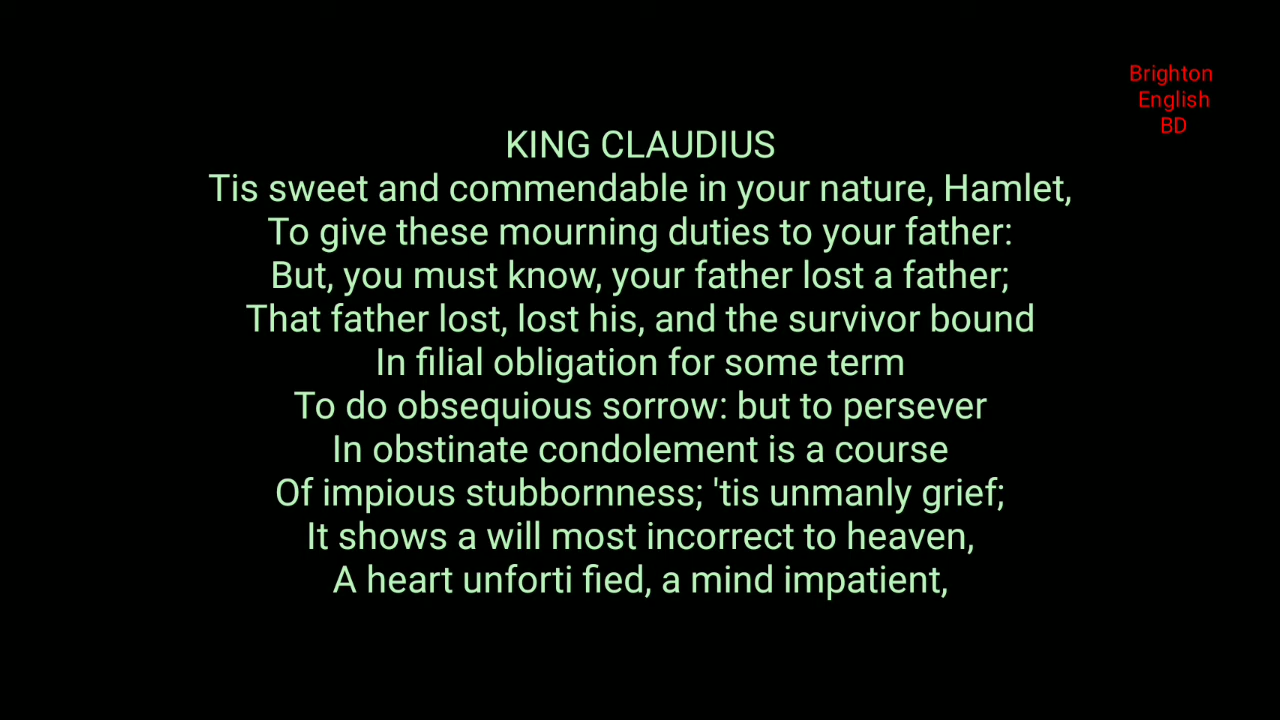 Brighton
English
BD
KING CLAUDIUS
Tis sweet and commendable in your nature, Hamlet,
To give these mourning duties to your father:
But, you must know, your father lost a father;
That father lost, lost his, and the survivor bound
In filial obligation for some term
To do obsequious sorrow: but to persever
In obstinate condolement is a course
Of impious stubbornness; 'tis unmanly grief;
It shows a will most incorrect to heaven,
A heart unforti fied, a mind impatient,